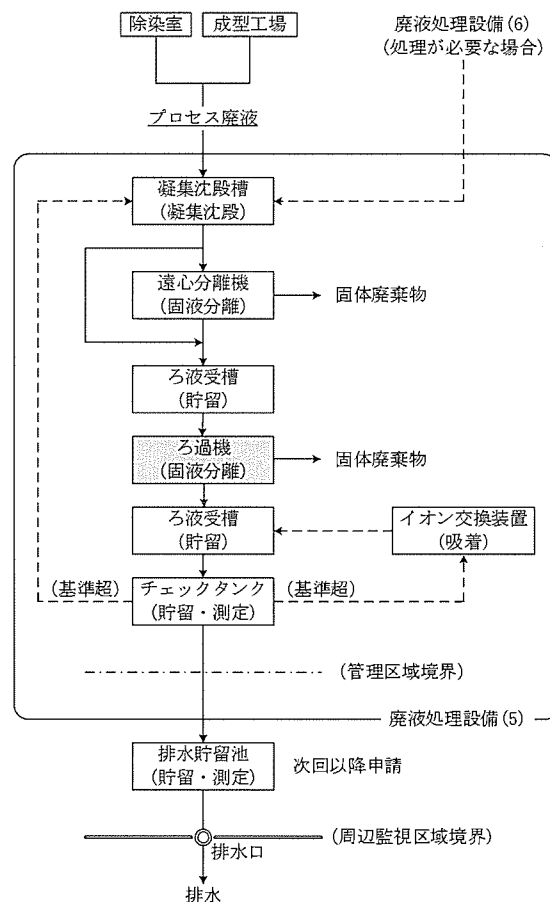 除染室
成型工場
廃液処理設備(6)
(処理が必要な場合)
プロセス廃液
凝集沈殿槽
(凝集沈殿)
遠心分離機
(固液分離)
固体廃棄物
ろ液受槽
(貯留)
ろ過機
(固液分離)
固体廃棄物
ろ液受槽
(貯留)
イオン交換装置
(吸着)
(基準超)
チェックタンク
(貯留・測定)
(基準超)
(管理区域境界)
廃液処理設備(5)
排水貯留池
(貯留・測定)
次回以降申請
(周辺監視区域境界)
排水口
排水